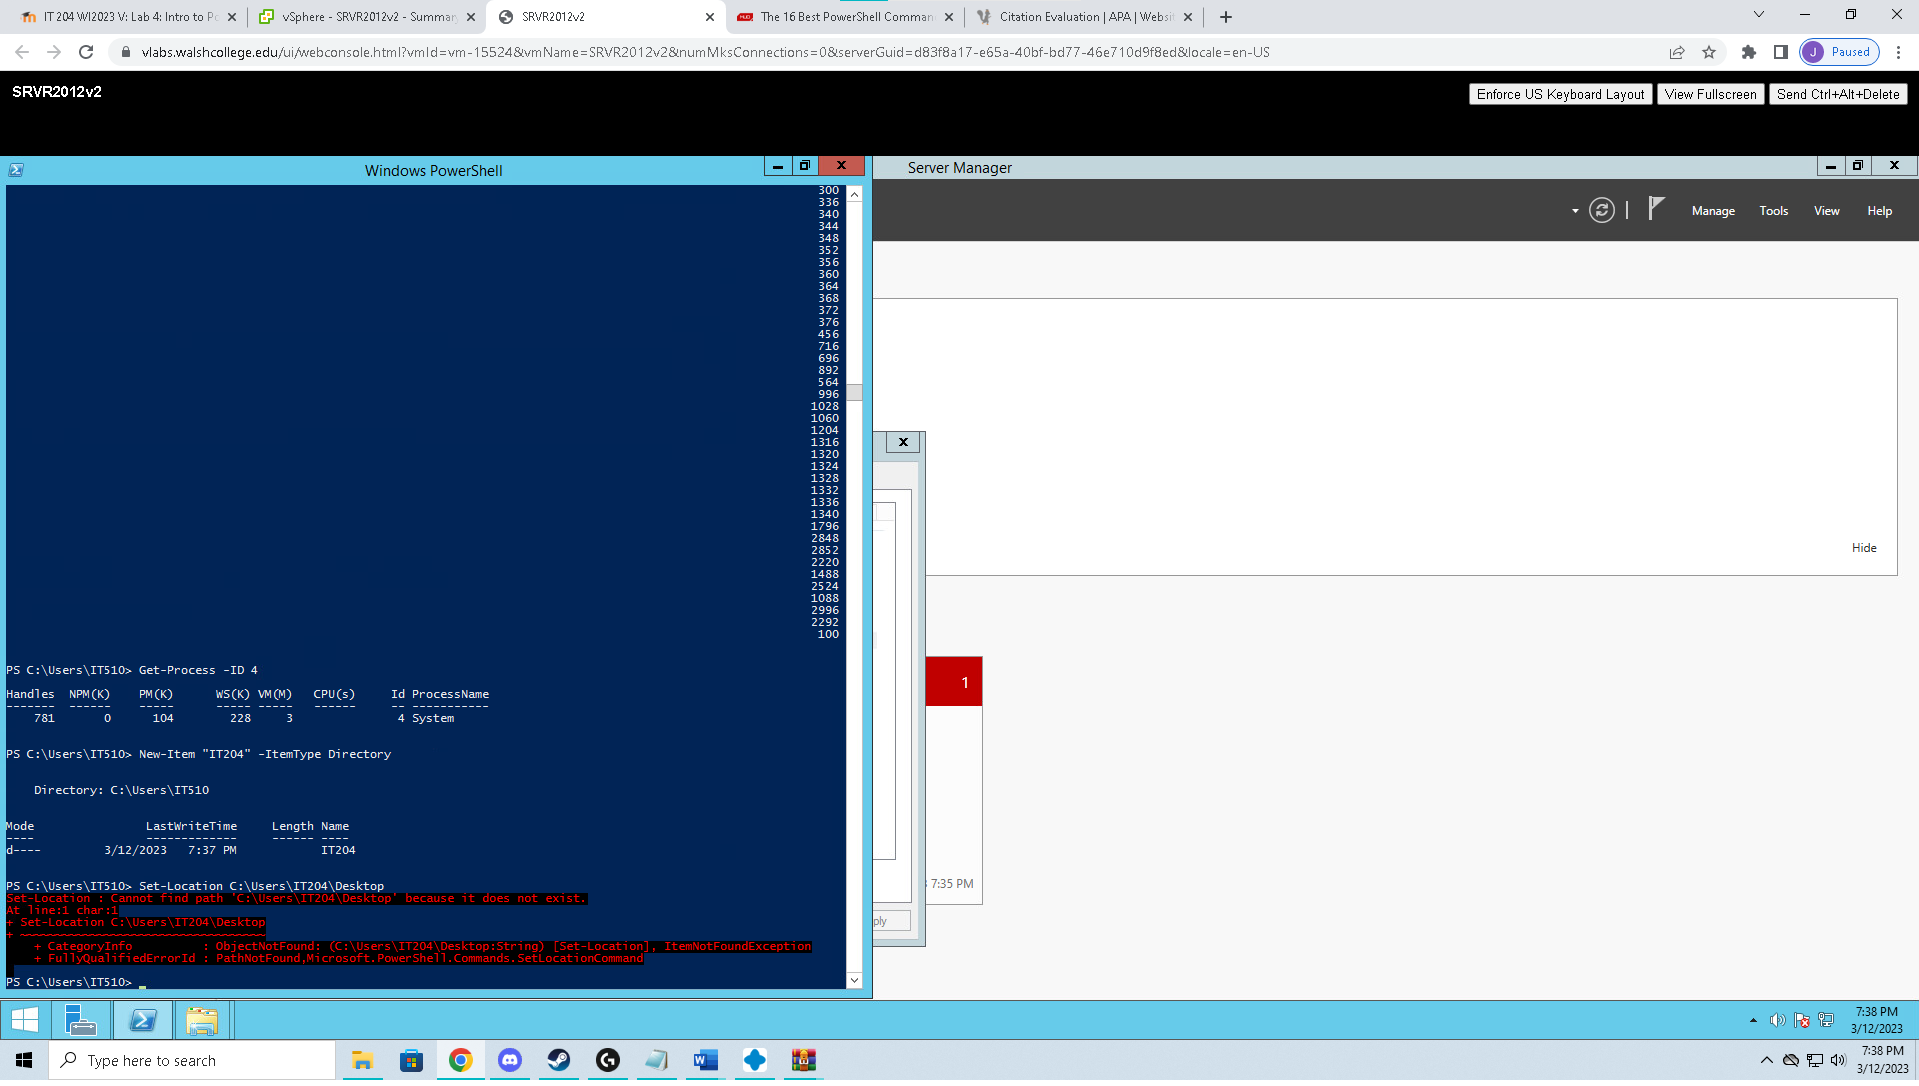 IT 204 WI2023 V: Lab 4: Intro to Po
vSphere - SRVR2012v2 - Summary
SRVR2012v2
The 16 Best PowerShell Comman
Citation Evaluation | APA | Websit
vlabs.walshcollege.edu/ui/webconsole.html?vmId=vm-15524&vmName=SRVR2012v2&numMksConnections=0&serverGuid=d83f8a17-e65a-40bf-bd77-46e710d9f8ed&locale=en-US
J Paused
SRVR2012v2
Enforce US Keyboard Layout
View Fullscreen
Send Ctrl+Alt+Delete
Windows PowerShell
Server Manager
Manage
Tools
View
Help
300
336
340
344
348
352
356
360
364
368
372
376
456
716
696
892
564
996
1028
1060
1204
1316
1320
1324
1328
1332
1336
1340
1796
2848
2852
2220
1488
2524
1088
2996
2292
100
Hide
1
7:35 PM
ply
PS C:\Users\IT510> Get-Process -ID 4
Handles NPM(K) PM(K) WS(K) VM(M) CPU(s) Id ProcessName
------- ------ ----- ----- ----- ------ -- -----------
781 0 104 228 3 4 System
PS C:\Users\IT510> New-Item "IT204" -ItemType Directory
Directory: C:\Users\IT510
Mode LastWriteTime Length Name
---- ------------- ------ ----
d---- 3/12/2023 7:37 PM IT204
PS C:\Users\IT510> Set-Location C:\Users\IT204\Desktop
Set-Location : Cannot find path 'C:\Users\IT204\Desktop' because it does not exist.
At line:1 char:1
+ Set-Location C:\Users\IT204\Desktop
+ ~~~~~~~~~~~~~~~~~~~~~~~~~~~~~~~~~~~
+ CategoryInfo : ObjectNotFound: (C:\Users\IT204\Desktop:String) [Set-Location], ItemNotFoundException
+ FullyQualifiedErrorId : PathNotFound,Microsoft.PowerShell.Commands.SetLocationCommand
PS C:\Users\IT510> _
7:38 PM
3/12/2023
Type here to search
7:38 PM
3/12/2023